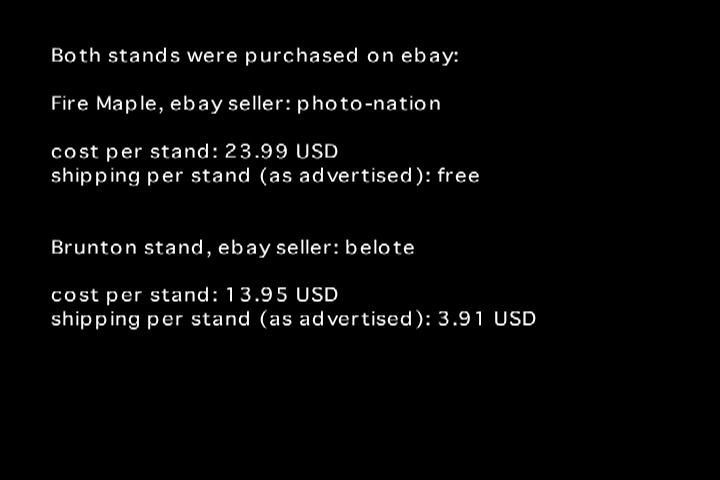 Both stands were purchased on ebay:
Fire Maple, ebay seller: photo-nation
cost per stand: 23.99 USD
shipping per stand (as advertised): free
Brunton stand, ebay seller: belote
cost per stand: 13.95 USD
shipping per stand (as advertised): 3.91 USD